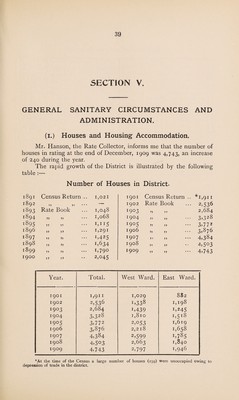 39
SECTION V.
GENERAL SANITARY CIRCUMSTANCES AND
ADMINISTRATION.
(1.) Houses and Housing Accommodation.
Mr. Hanson, the Rate Collector, informs me that the number of
houses in rating at the end of December, 1909 was 4,743, an increase
of 240 during the year.
The rapid growth of the District is illustrated by the following
table :—
Number of Houses in District.
1891 Census Return .. 1,021 1901 Census Return .. *1,911
1892 ,, ,, ... — 1902 Rate Book ... 2,536
1893 Rate Book ... 1,048 1903 ,, ,, ... 2,684
1894 ,, ,, ... 1,068 1904 ,, ,, ... 3,328
1895 ,, ,, ... 1,115 1905 ,, ,, ... 3,772
1896 ,, ,, ... 1,291 1906 ,, ,, ... 3,876
1897 ,, ,, ... 1,425 1907 ,, ,, ... 4,384
1898 ,, ,, ... 1,634 1908 ,, ,, ... 4,503
1899 ,, ,, ... 1,790 1909 ,, ,, ... 4,743
1900 ,, ,, ... 2,045
Year. Total. West Ward. East Ward.
1901 1,911 1,029 882
1902 2,536 1,338 1,198
1903 2,684 1,439 1,245
1904 3,328 1,810 1,518
1905 3,772 2,053 1,619
1906 3,876 2,218 1,658
1907 4,384 2,599 1,785
1908 4,503 2,663 1,840
1909 4,743 2,797 1,946
*At the time of the Census a large number of houses were unoccupied owing to
depression of trade in the district.